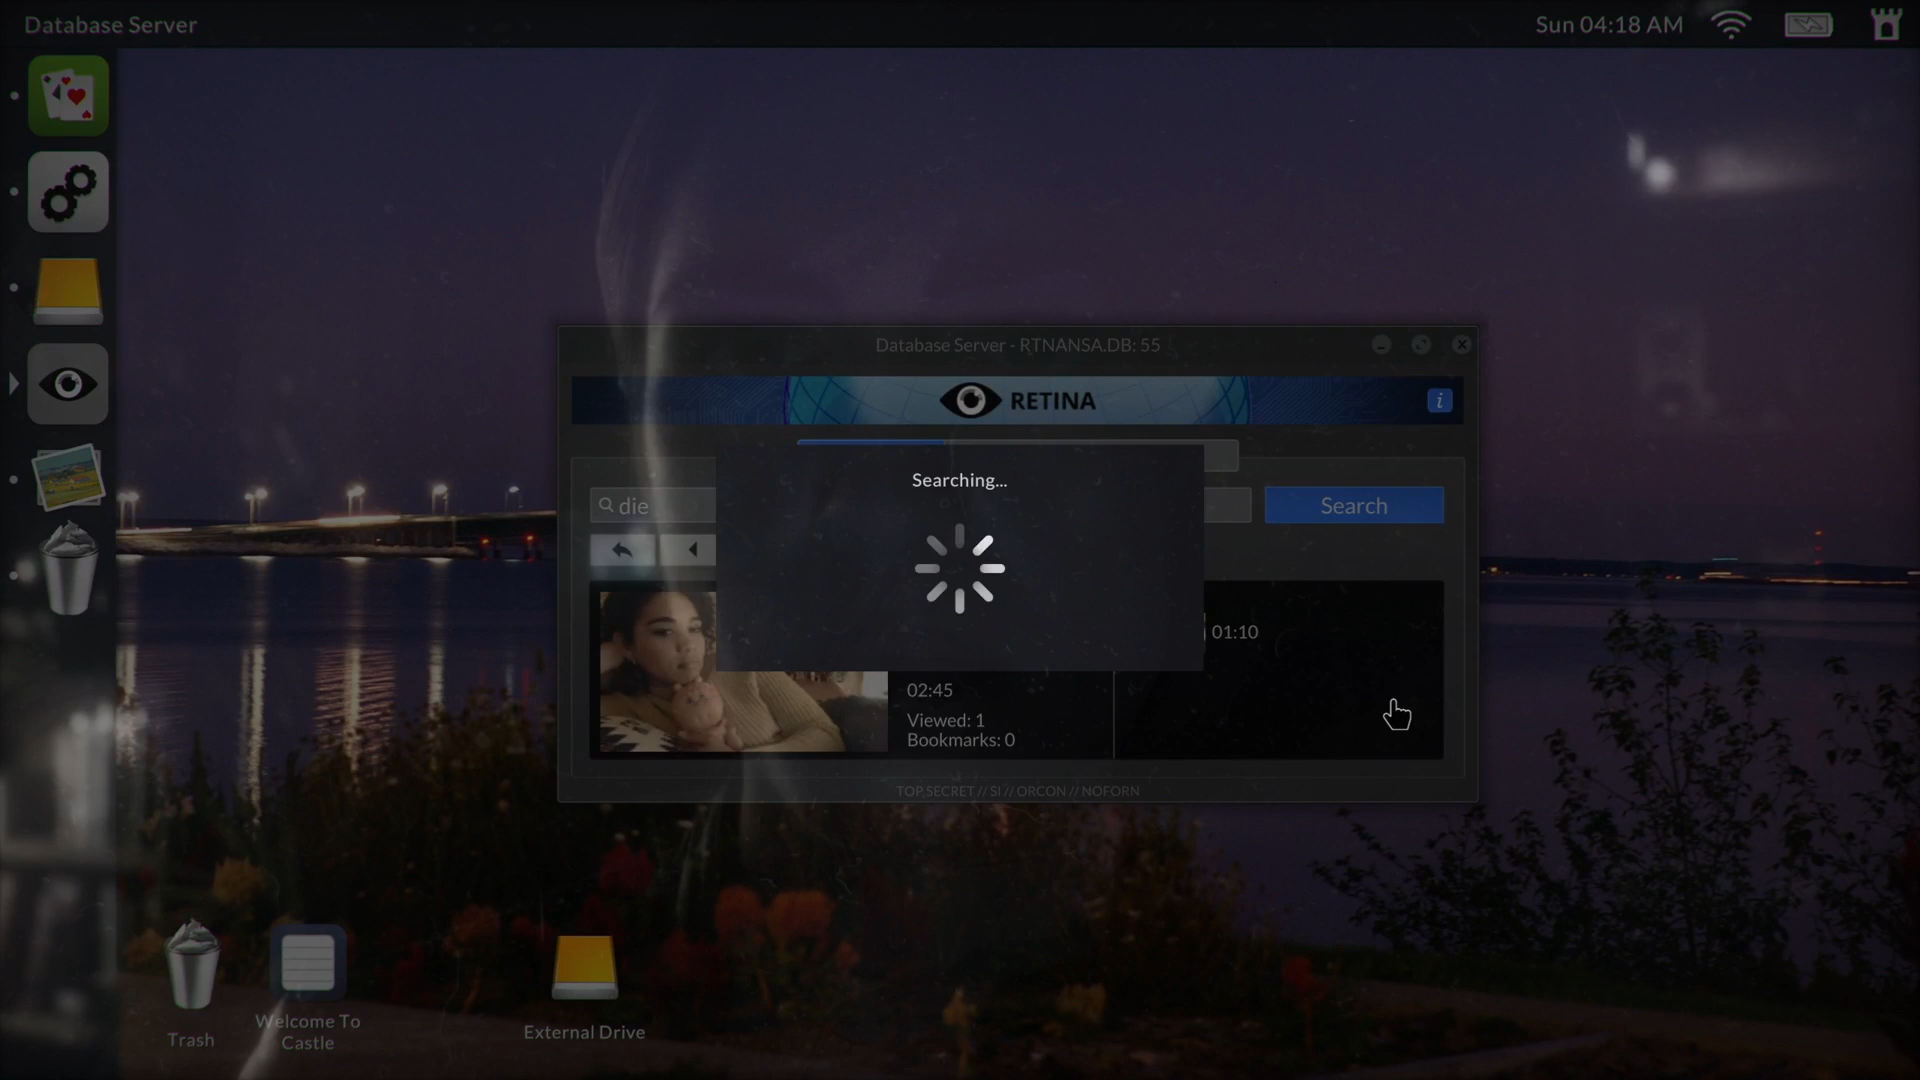 Database Server
Sun 04:18 AM
Database Server - RTNANSA.DB: 55
RETINA
i
Searching...
die
Search
01:10
02:45
Viewed: 1
Bookmarks: 0
TOP SECRET // SI // ORCON // NOFORN
Trash
Welcome To
Castle
External Drive